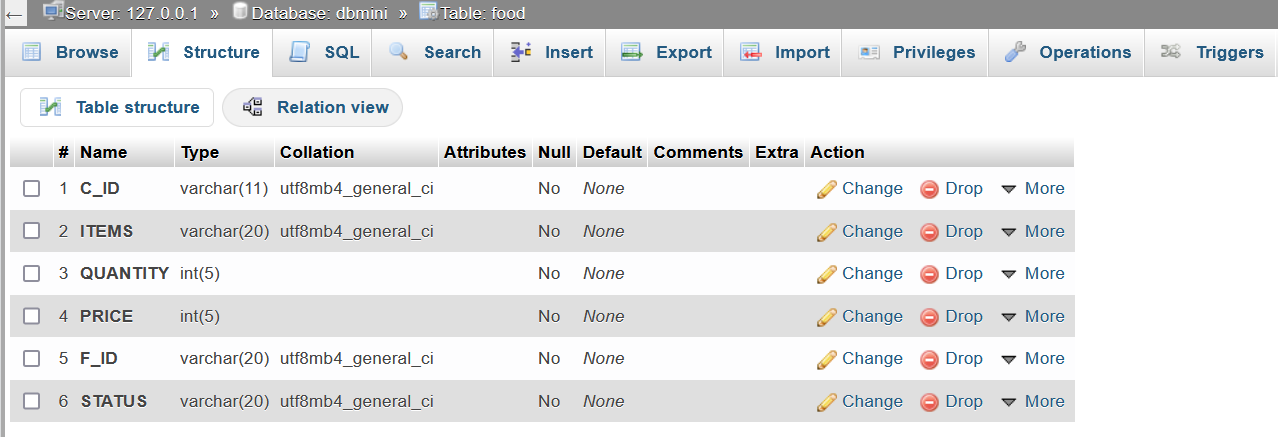 ← Server: 127.0.0.1 » Database: dbmini » Table: food
Browse Structure SQL Search Insert Export Import Privileges Operations Triggers
Table structure Relation view
# Name Type Collation Attributes Null Default Comments Extra Action
1 C_ID varchar(11) utf8mb4_general_ci No None Change Drop More
2 ITEMS varchar(20) utf8mb4_general_ci No None Change Drop More
3 QUANTITY int(5) No None Change Drop More
4 PRICE int(5) No None Change Drop More
5 F_ID varchar(20) utf8mb4_general_ci No None Change Drop More
6 STATUS varchar(20) utf8mb4_general_ci No None Change Drop More